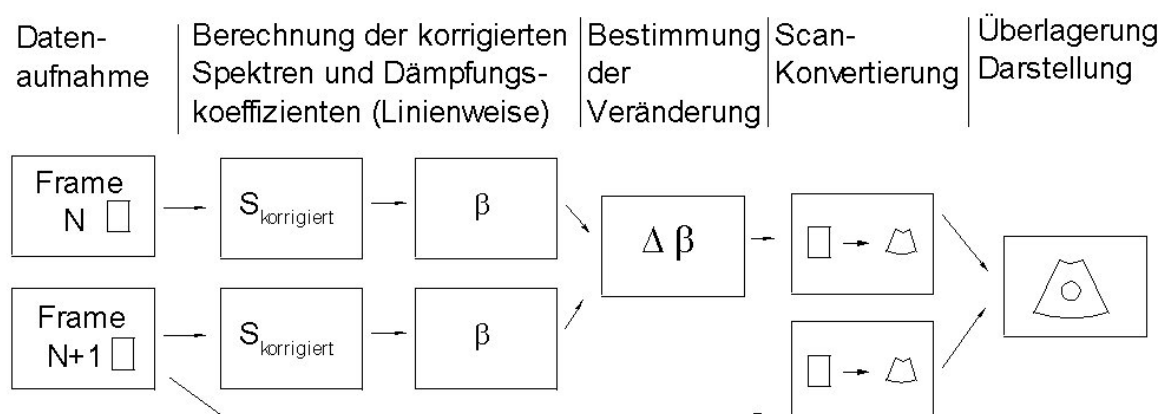 Daten-
aufnahme
Berechnung der korrigierten
Spektren und Dämpfungs-
koeffizienten (Linienweise)
Bestimmung
der
Veränderung
Scan-
Konvertierung
Überlagerung
Darstellung
Frame
N
S korrigiert
β
Δ β
Frame
N+1
S korrigiert
β